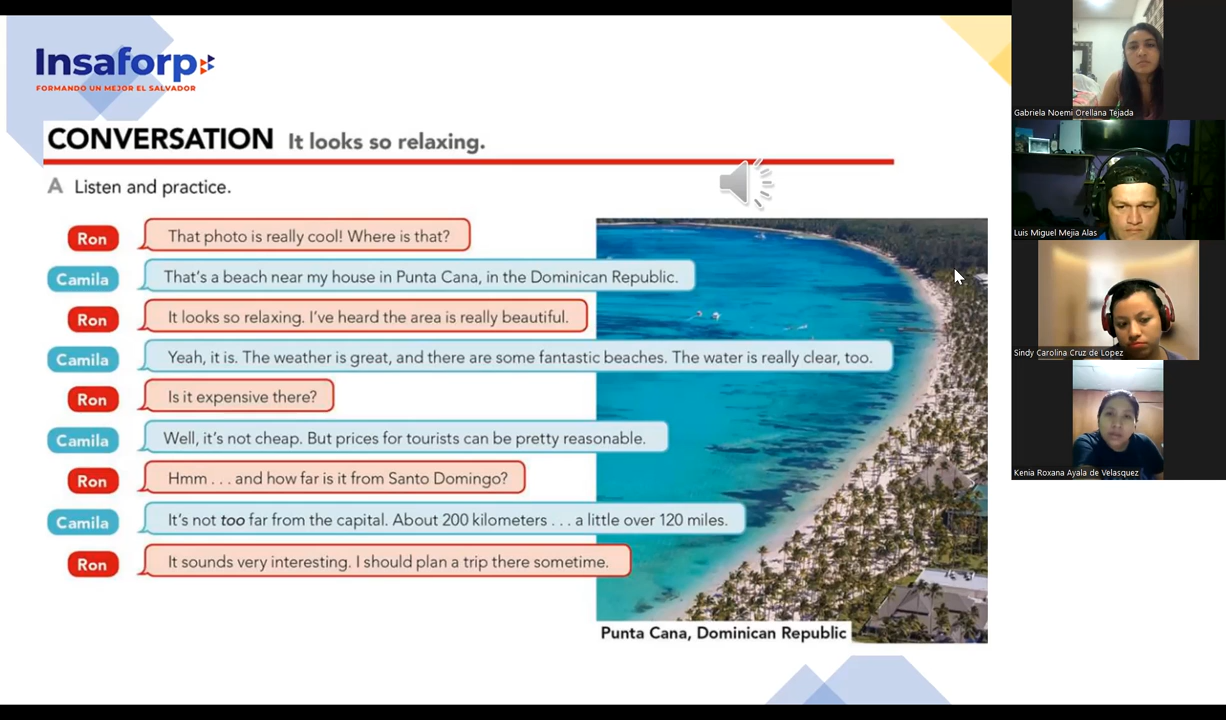 Insaforp
FORMANDO UN MEJOR EL SALVADOR
CONVERSATION It looks so relaxing.
A Listen and practice.
Ron That photo is really cool! Where is that?
Camila That's a beach near my house in Punta Cana, in the Dominican Republic.
Ron It looks so relaxing. I've heard the area is really beautiful.
Camila Yeah, it is. The weather is great, and there are some fantastic beaches. The water is really clear, too.
Ron Is it expensive there?
Camila Well, it's not cheap. But prices for tourists can be pretty reasonable.
Ron Hmm . . . and how far is it from Santo Domingo?
Camila It's not too far from the capital. About 200 kilometers . . . a little over 120 miles.
Ron It sounds very interesting. I should plan a trip there sometime.
Punta Cana, Dominican Republic
Gabriela Noemi Orellana Tejada
Luis Miguel Mejia Alas
Sindy Carolina Cruz de Lopez
Kenia Roxana Ayala de Velasquez